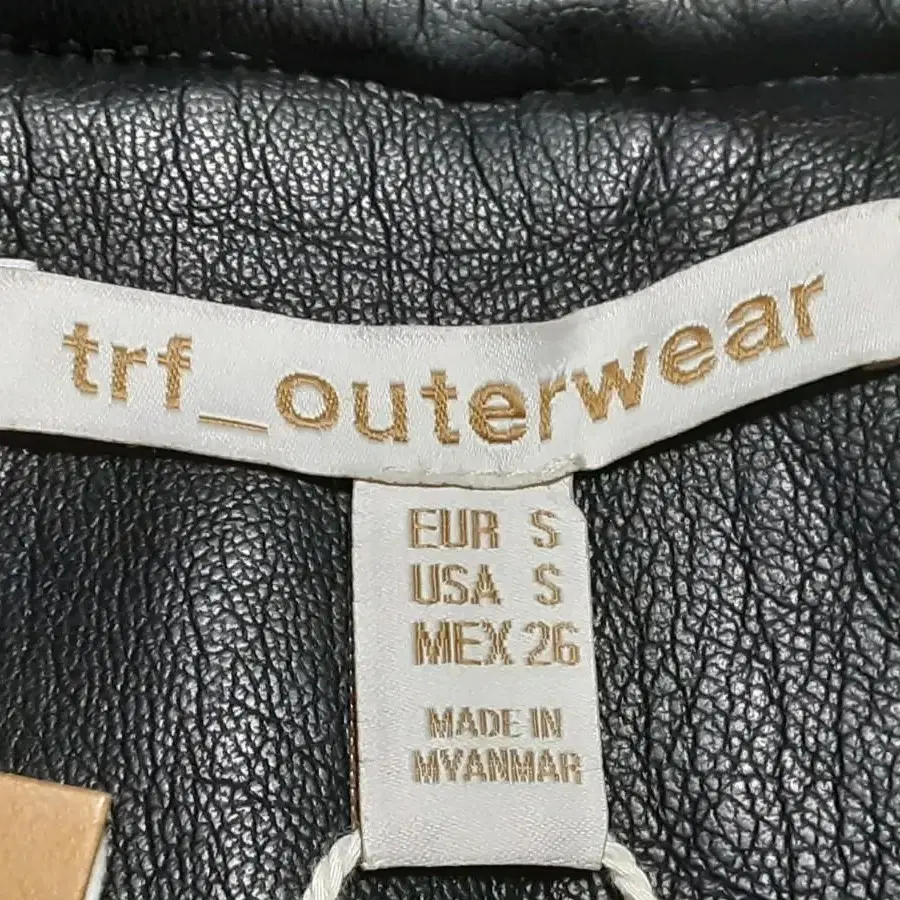 trf_outerwear
EUR S
USA S
MEX 26
MADE IN
MYANMAR